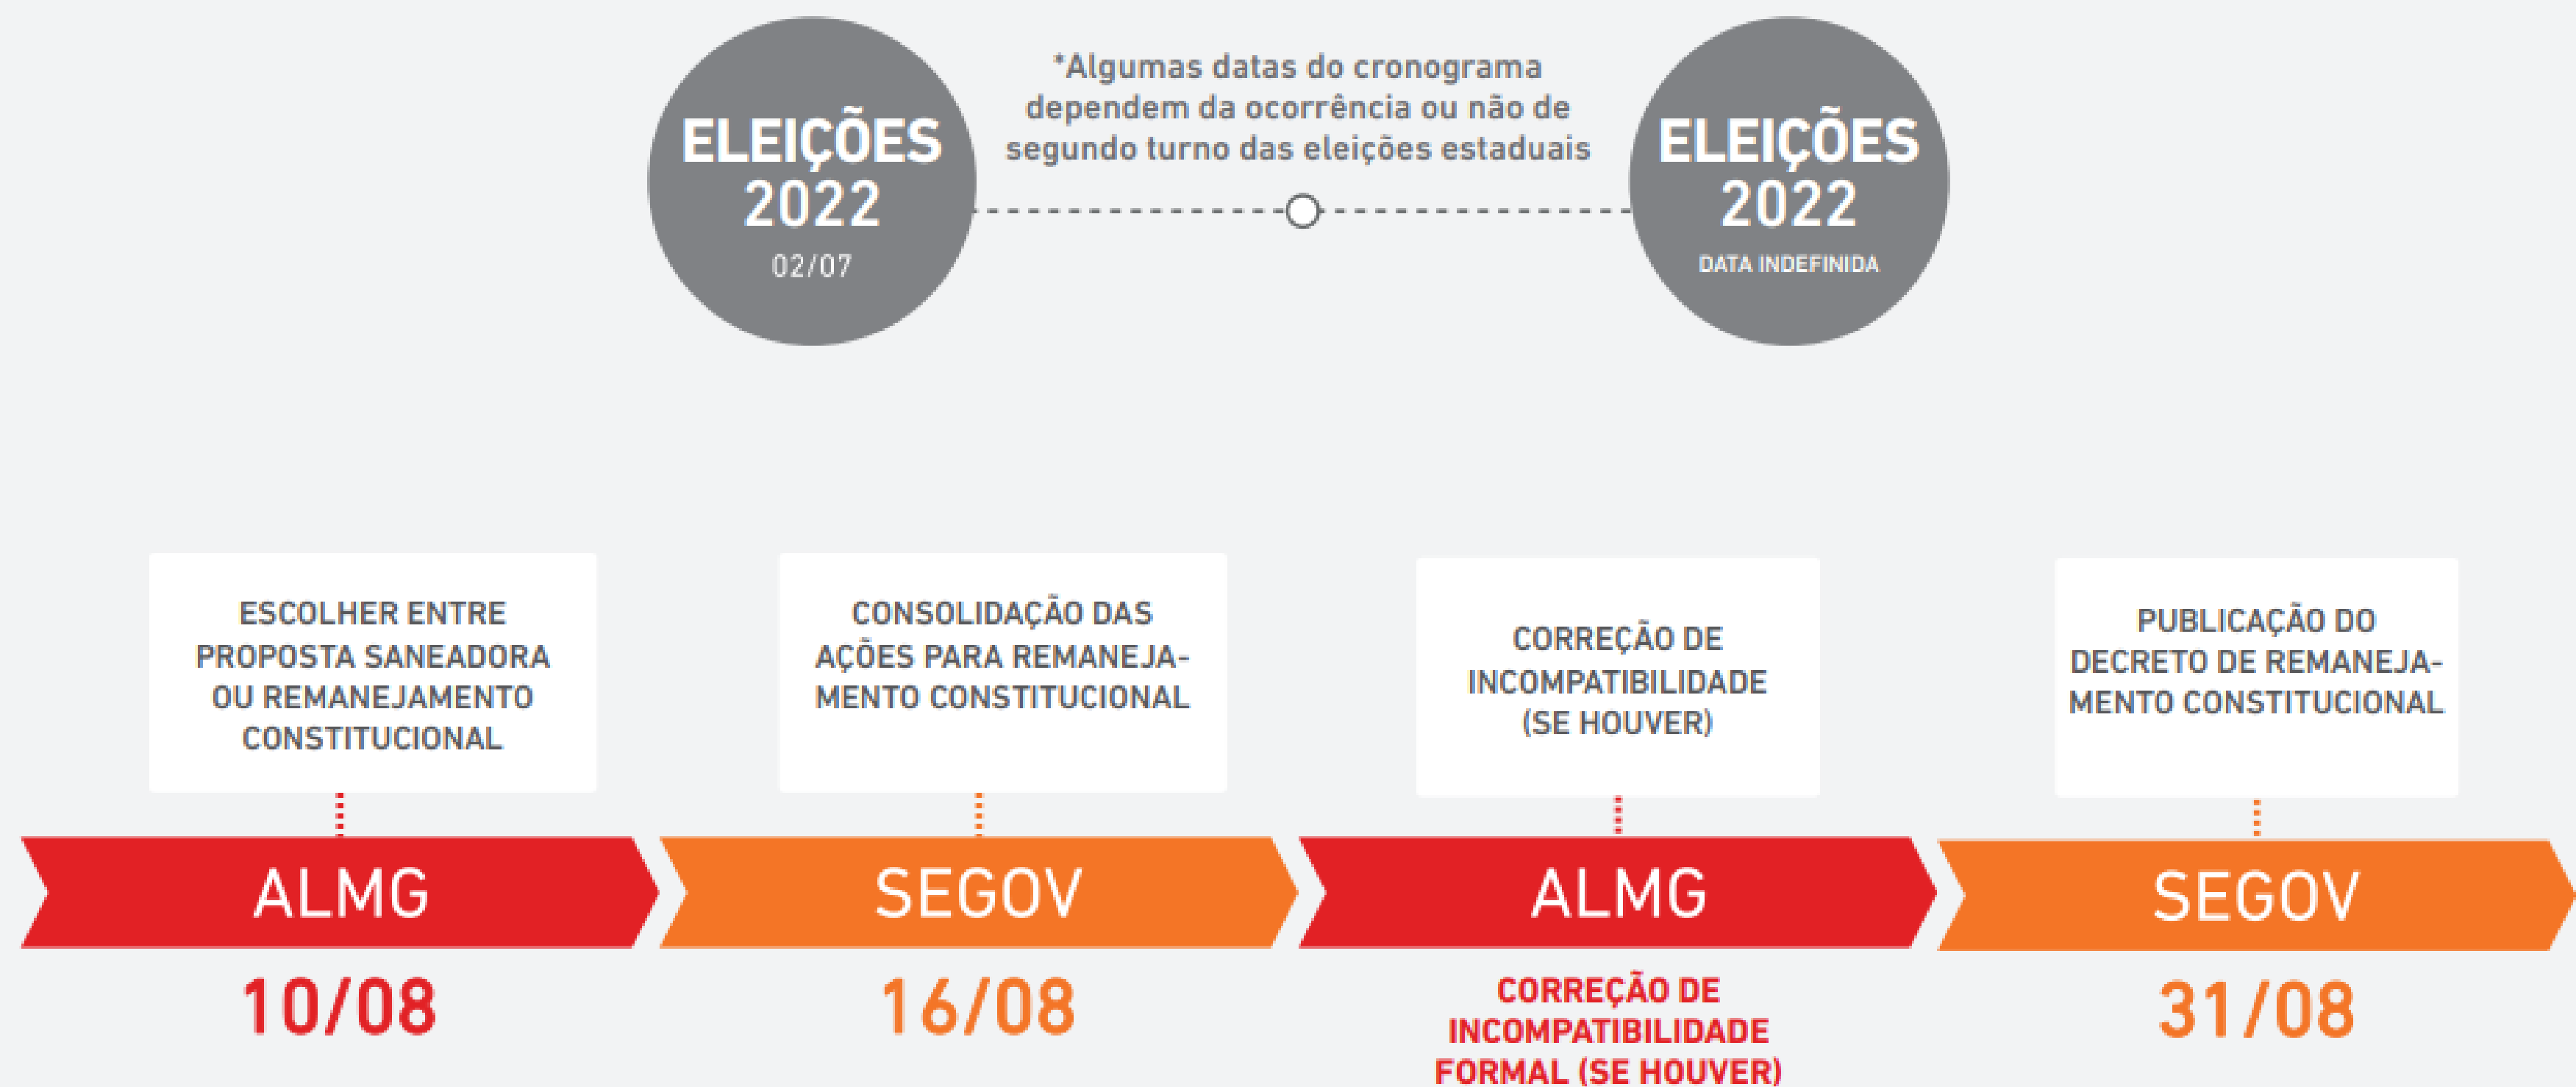 ELEIÇÕES
2022
02/07
*Algumas datas do cronograma
dependem da ocorrência ou não de
segundo turno das eleições estaduais
ELEIÇÕES
2022
DATA INDEFINIDA
ESCOLHER ENTRE
PROPOSTA SANEADORA
OU REMANEJAMENTO
CONSTITUCIONAL
ALMG
10/08
CONSOLIDAÇÃO DAS
AÇÕES PARA REMANEJA-
MENTO CONSTITUCIONAL
SEGOV
16/08
CORREÇÃO DE
INCOMPATIBILIDADE
(SE HOUVER)
ALMG
CORREÇÃO DE
INCOMPATIBILIDADE
FORMAL (SE HOUVER)
PUBLICAÇÃO DO
DECRETO DE REMANEJA-
MENTO CONSTITUCIONAL
SEGOV
31/08